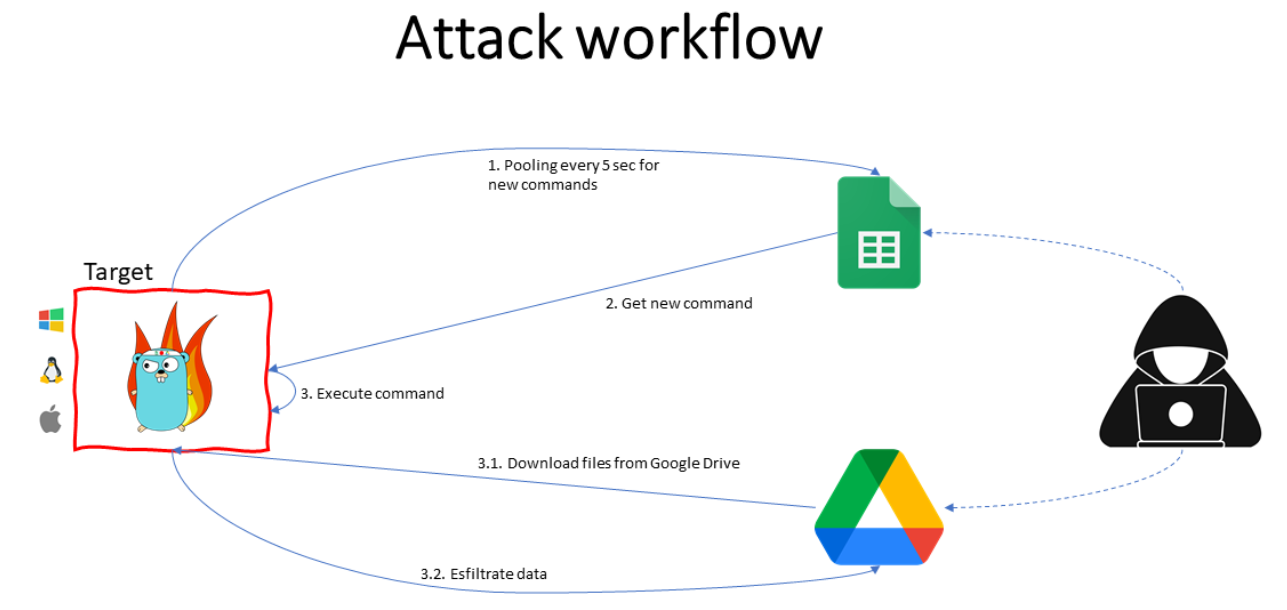 Attack workflow
1. Pooling every 5 sec for
new commands
Target
2. Get new command
3. Execute command
3.1. Download files from Google Drive
3.2. Esfiltrate data